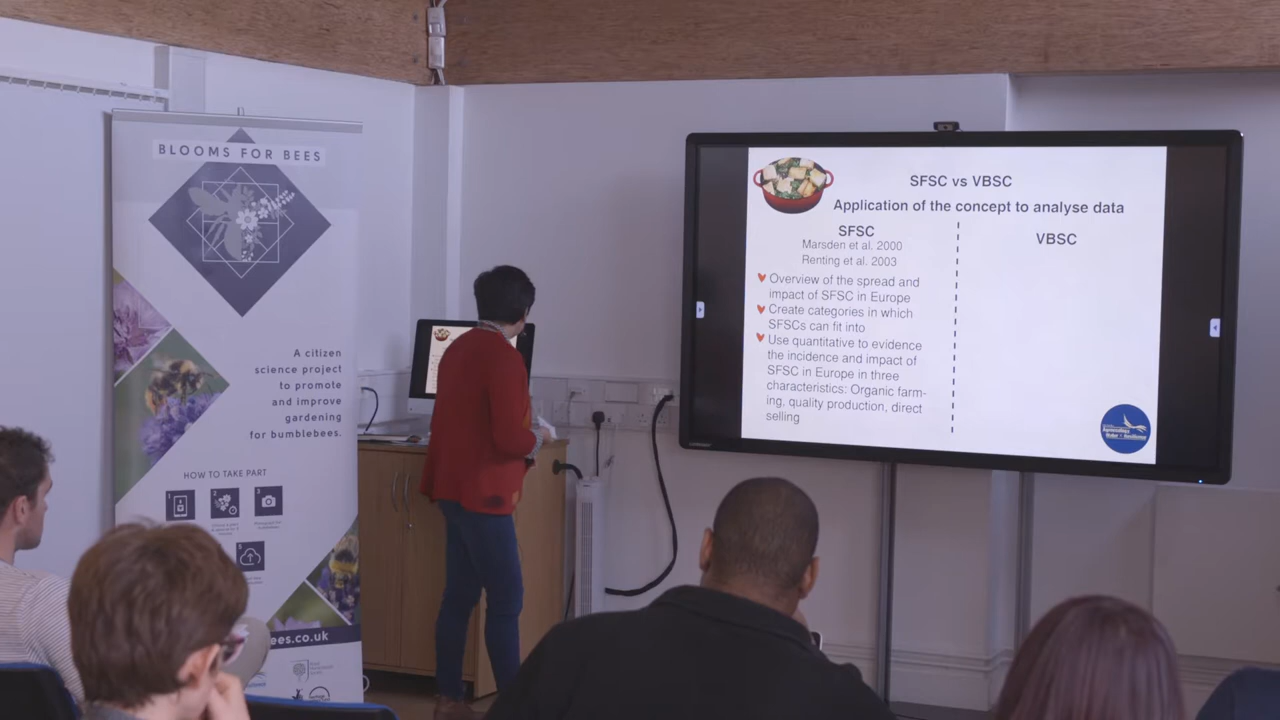 BLOOMS FOR BEES
A citizen
science project
to promote
and improve
gardening
for bumblebees.
HOW TO TAKE PART
ees.co.uk
SFSC vs VBSC
Application of the concept to analyse data
SFSC
Marsden et al. 2000
Renting et al. 2003
Overview of the spread and
impact of SFSC in Europe
Create categories in which
SFSCs can fit into
Use quantitative to evidence
the incidence and impact of
SFSC in Europe in three
characteristics: Organic farm-
ing, quality production, direct
selling
VBSC
Agroecology,
Water & Resilience